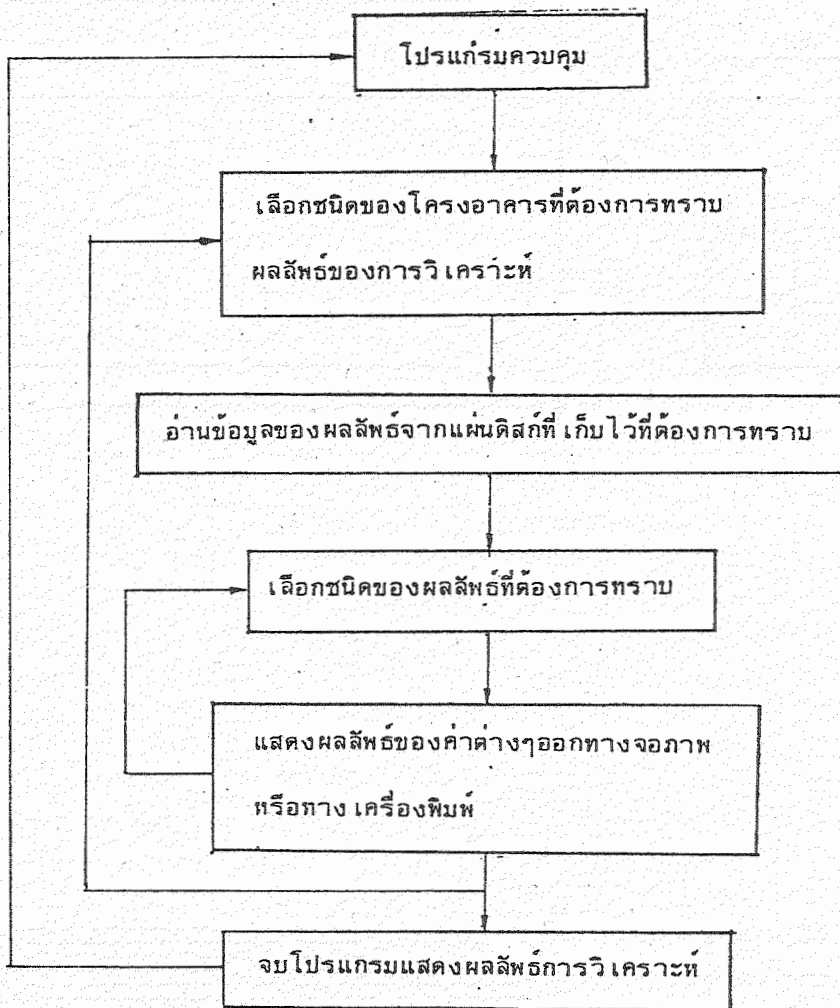 โปรแกรมควบคุม
เลือกชนิดของโครงอาคารที่ต้องการทราบ
ผลลัพธ์ของการวิเคราะห์
อ่านข้อมูลของผลลัพธ์จากแผ่นดิสก์ที่เก็บไว้ที่ต้องการทราบ
เลือกชนิดของผลลัพธ์ที่ต้องการทราบ
แสดงผลลัพธ์ของค่าต่างๆออกทางจอภาพ
หรือทางเครื่องพิมพ์
จบโปรแกรมแสดงผลลัพธ์การวิเคราะห์